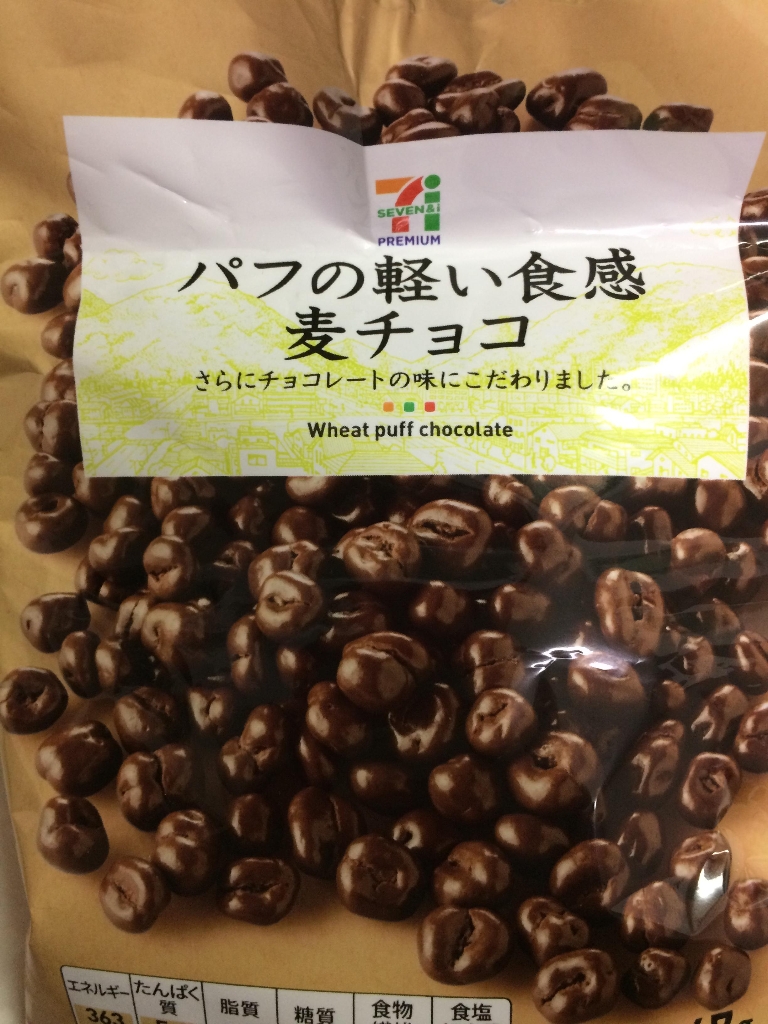 SEVEN&i
PREMIUM
パフの軽い食感
麦チョコ
さらにチョコレートの味にこだわりました。
Wheat puff chocolate
エネルギー たんぱく質 脂質 糖質 食物 食塩
363